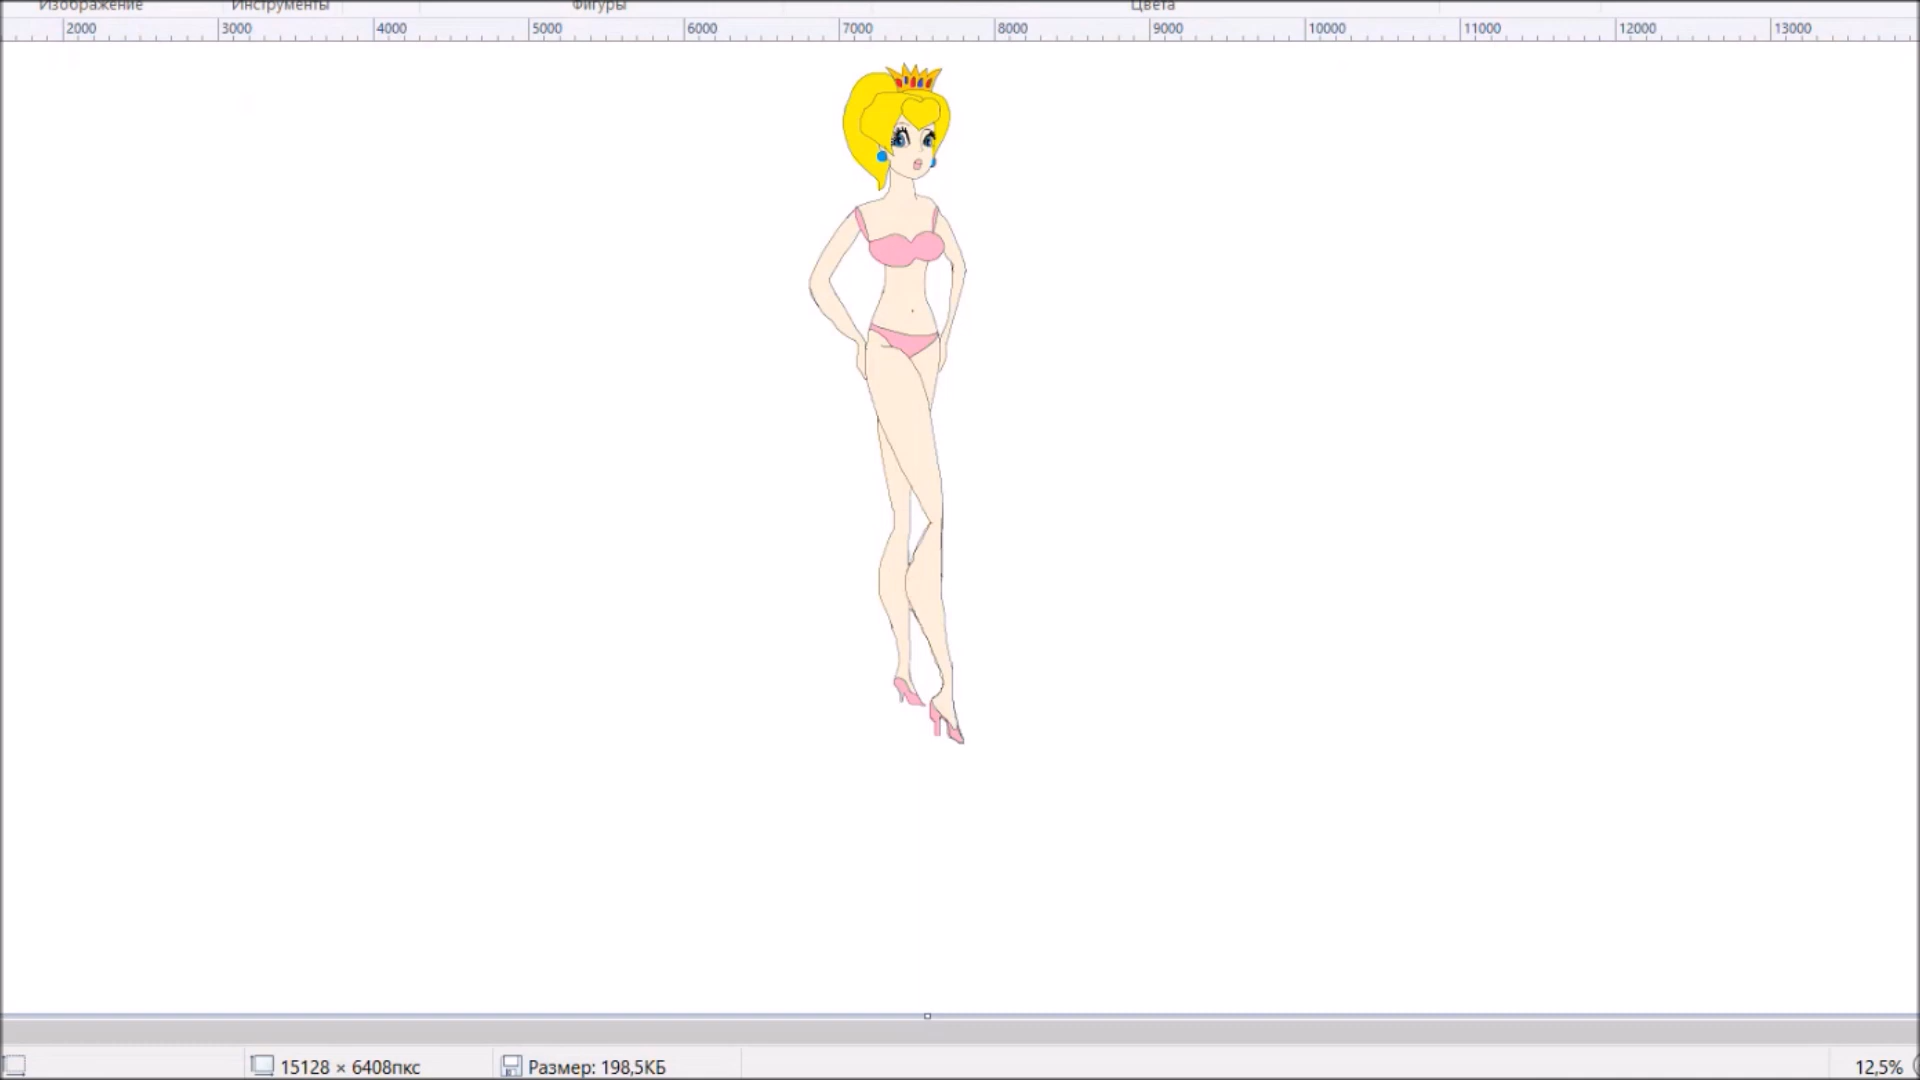 Изображение Инструменты Фигуры Цвета
2000 3000 4000 5000 6000 7000 8000 9000 10000 11000 12000 13000
15128 × 6408пкс Размер: 198,5КБ 12,5%